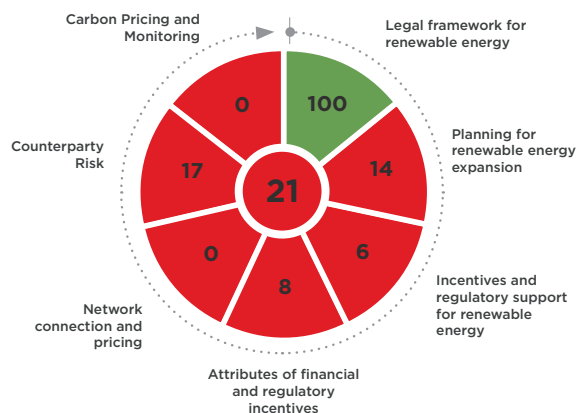 Legal framework for
renewable energy
100
Planning for
renewable energy
expansion
14
Incentives and
regulatory support
for renewable
energy
6
Attributes of financial
and regulatory
incentives
8
Network
connection and
pricing
0
Counterparty
Risk
17
Carbon Pricing and
Monitoring
0
21